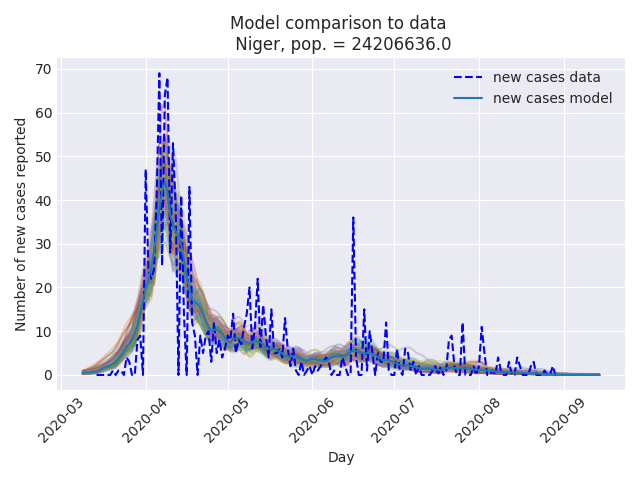 Model comparison to data
Niger, pop. = 24206636.0
new cases data
new cases model
Number of new cases reported
70
60
50
40
30
20
10
0
2020-03
2020-04
2020-05
2020-06
2020-07
2020-08
2020-09
Day